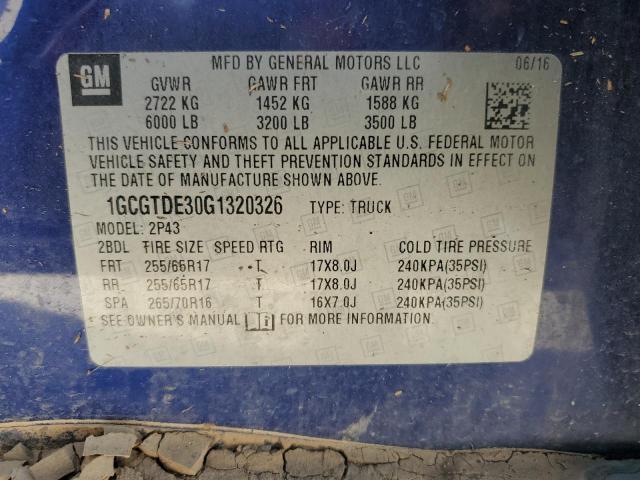 GM
MFD BY GENERAL MOTORS LLC 06/16
GVWR GAWR FRT GAWR RR
2722 KG 1452 KG 1588 KG
6000 LB 3200 LB 3500 LB
THIS VEHICLE CONFORMS TO ALL APPLICABLE U.S. FEDERAL MOTOR
VEHICLE SAFETY AND THEFT PREVENTION STANDARDS IN EFFECT ON
THE DATE OF MANUFACTURE SHOWN ABOVE.
1GCGTDE30G1320326 TYPE: TRUCK
MODEL: 2P43
2BDL TIRE SIZE SPEED RTG RIM COLD TIRE PRESSURE
FRT 255/65R17 T 17X8.0J 240KPA(35PSI)
RR 255/65R17 T 17X8.0J 240KPA(35PSI)
SPA 265/70R16 T 16X7.0J 240KPA(35PSI)
SEE OWNER'S MANUAL FOR MORE INFORMATION.